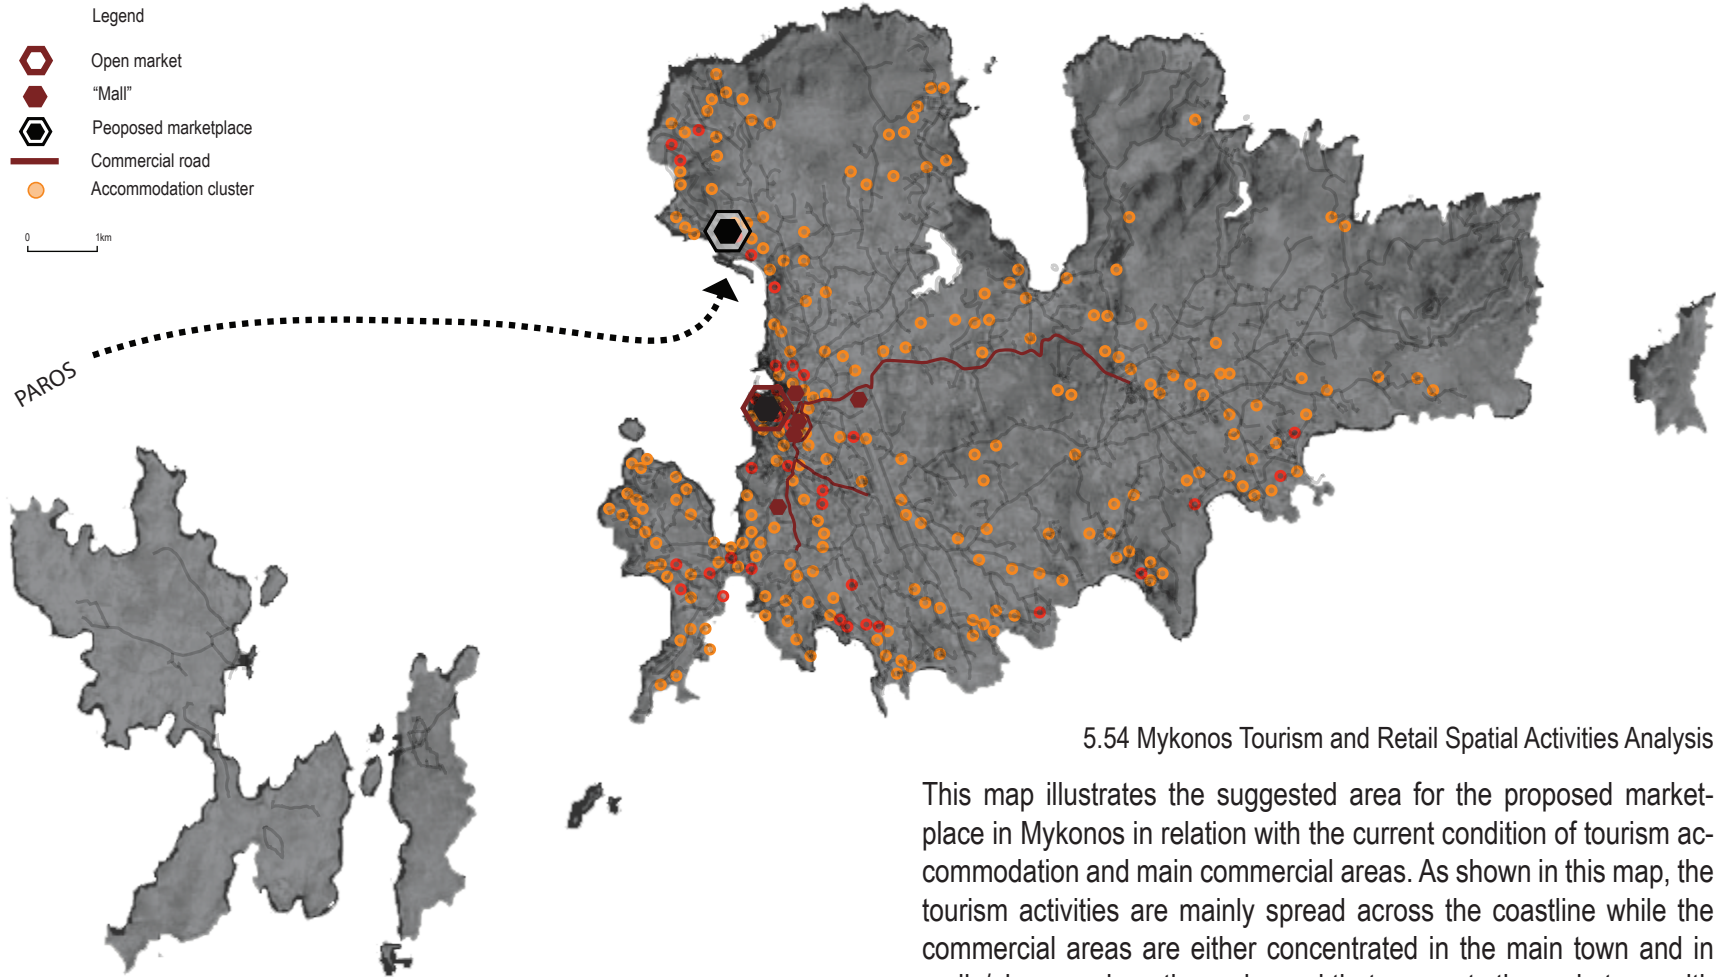 Legend
Open market
“Mall”
Peoposed marketplace
Commercial road
Accommodation cluster
0 1km
PAROS
5.54 Mykonos Tourism and Retail Spatial Activities Analysis
This map illustrates the suggested area for the proposed market-
place in Mykonos in relation with the current condition of tourism ac-
commodation and main commercial areas. As shown in this map, the
tourism activities are mainly spread across the coastline while the
commercial areas are either concentrated in the main town and in